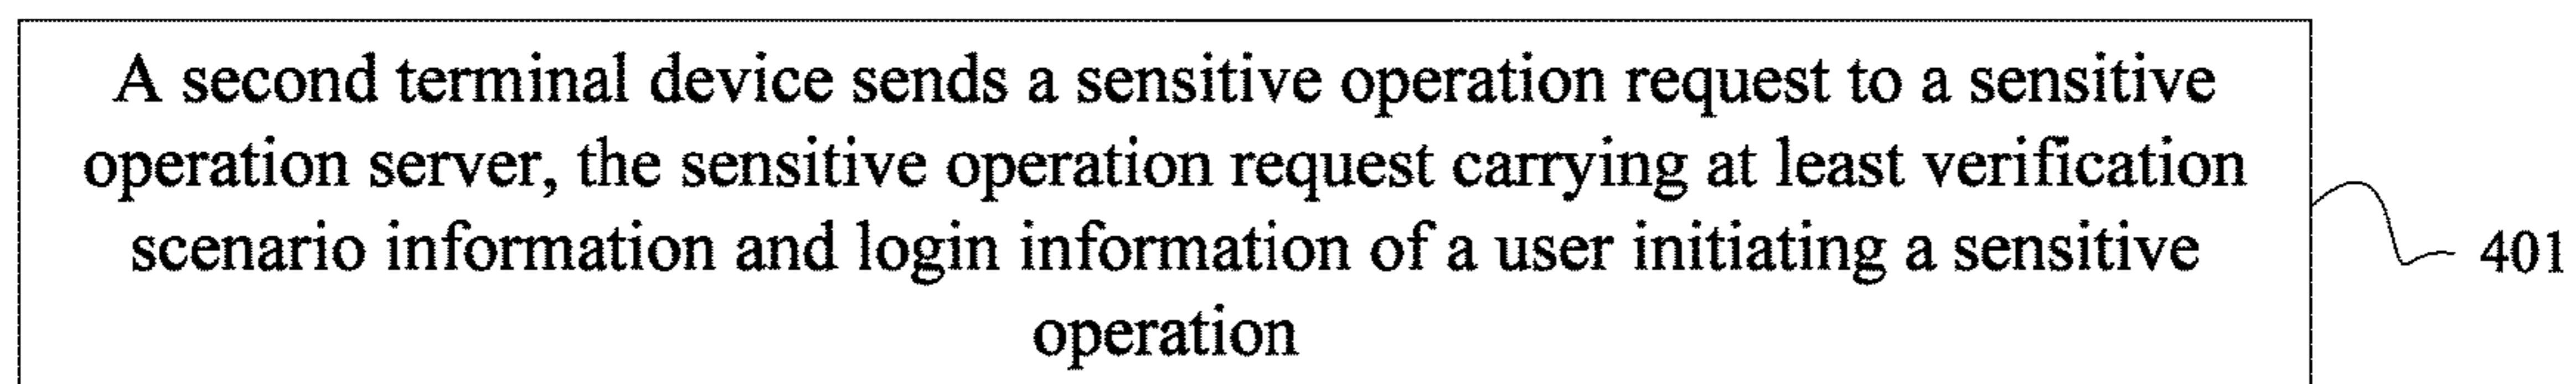 A second terminal device sends a sensitive operation request to a sensitive
operation server, the sensitive operation request carrying at least verification
scenario information and login information of a user initiating a sensitive
operation
401